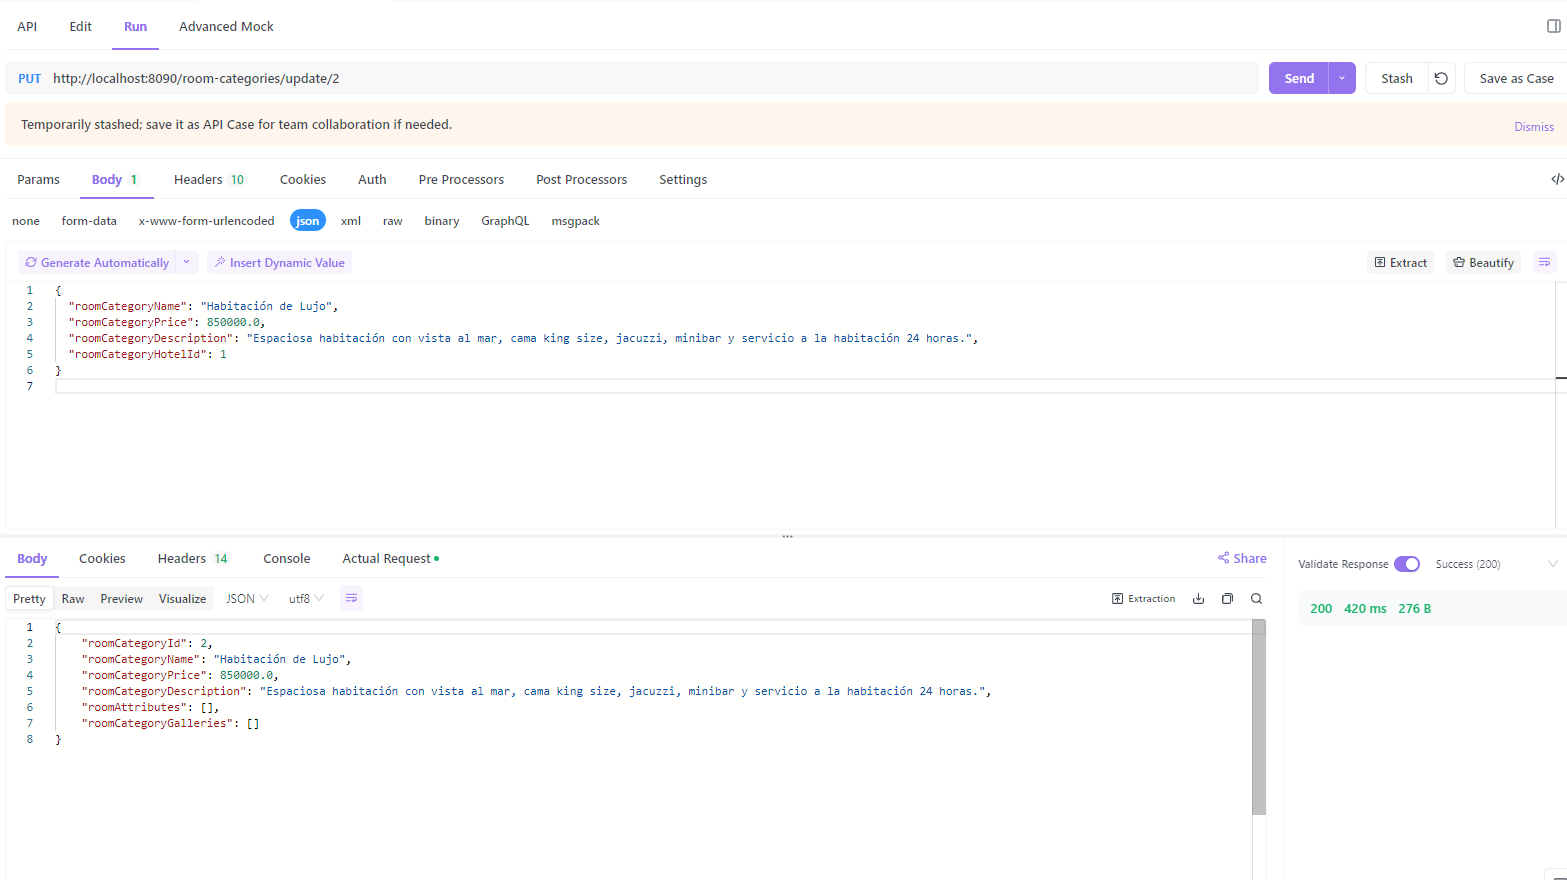 API Edit Run Advanced Mock
PUT http://localhost:8090/room-categories/update/2 Send Stash Save as Case
Temporarily stashed; save it as API Case for team collaboration if needed. Dismiss
Params Body 1 Headers 10 Cookies Auth Pre Processors Post Processors Settings
none form-data x-www-form-urlencoded json xml raw binary GraphQL msgpack
Generate Automatically Insert Dynamic Value Extract Beautify
1 {
2 "roomCategoryName": "Habitación de Lujo",
3 "roomCategoryPrice": 850000.0,
4 "roomCategoryDescription": "Espaciosa habitación con vista al mar, cama king size, jacuzzi, minibar y servicio a la habitación 24 horas.",
5 "roomCategoryHotelId": 1
6 }
7
Body Cookies Headers 14 Console Actual Request Share Validate Response Success (200)
Pretty Raw Preview Visualize JSON utf8 Extraction 200 420 ms 276 B
1 {
2 "roomCategoryId": 2,
3 "roomCategoryName": "Habitación de Lujo",
4 "roomCategoryPrice": 850000.0,
5 "roomCategoryDescription": "Espaciosa habitación con vista al mar, cama king size, jacuzzi, minibar y servicio a la habitación 24 horas.",
6 "roomAttributes": [],
7 "roomCategoryGalleries": []
8 }